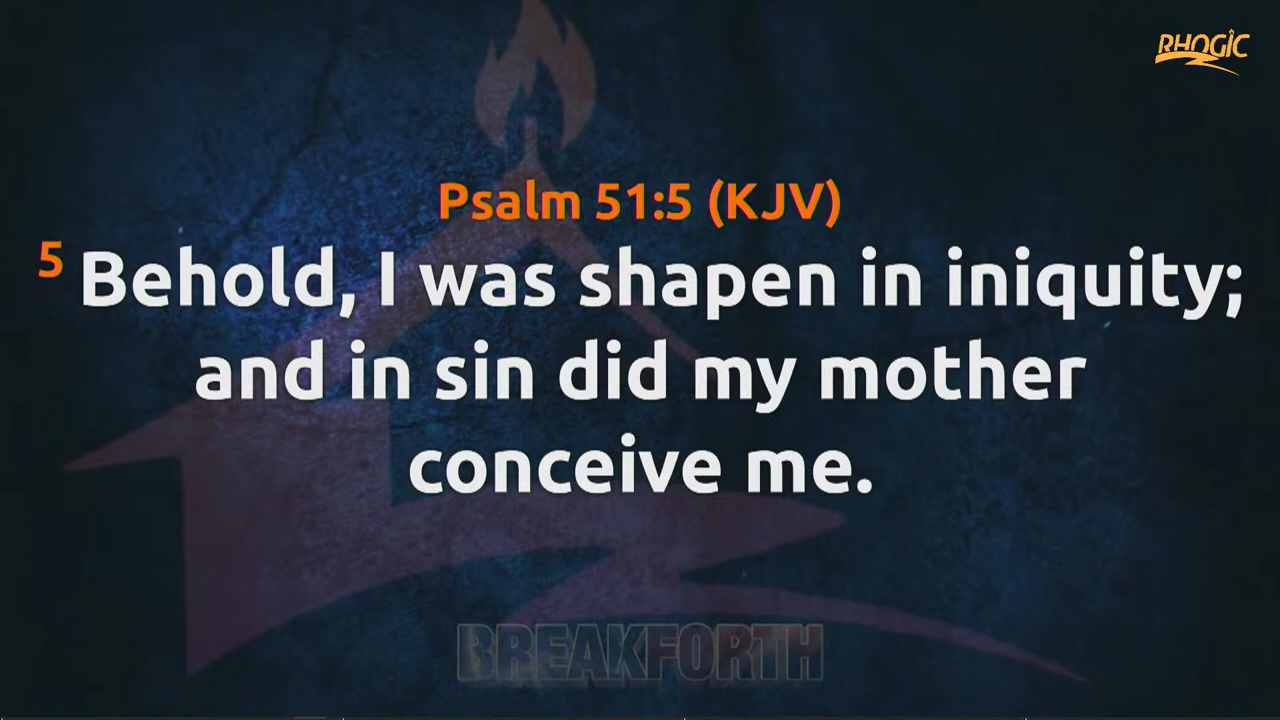 RHOGIC
Psalm 51:5 (KJV)
5 Behold, I was shapen in iniquity;
and in sin did my mother
conceive me.
BREAKFORTH